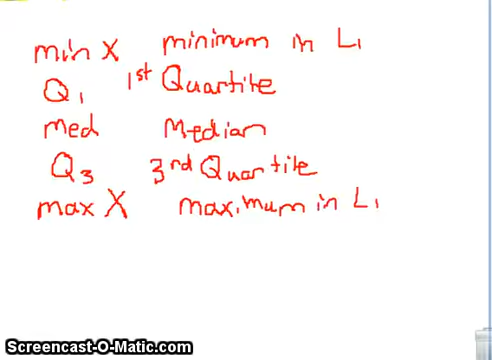 min X minimum in L1
Q1 1st Quartile
med Median
Q3 3rd Quartile
max X maximum in L1
Screencast-O-Matic.com